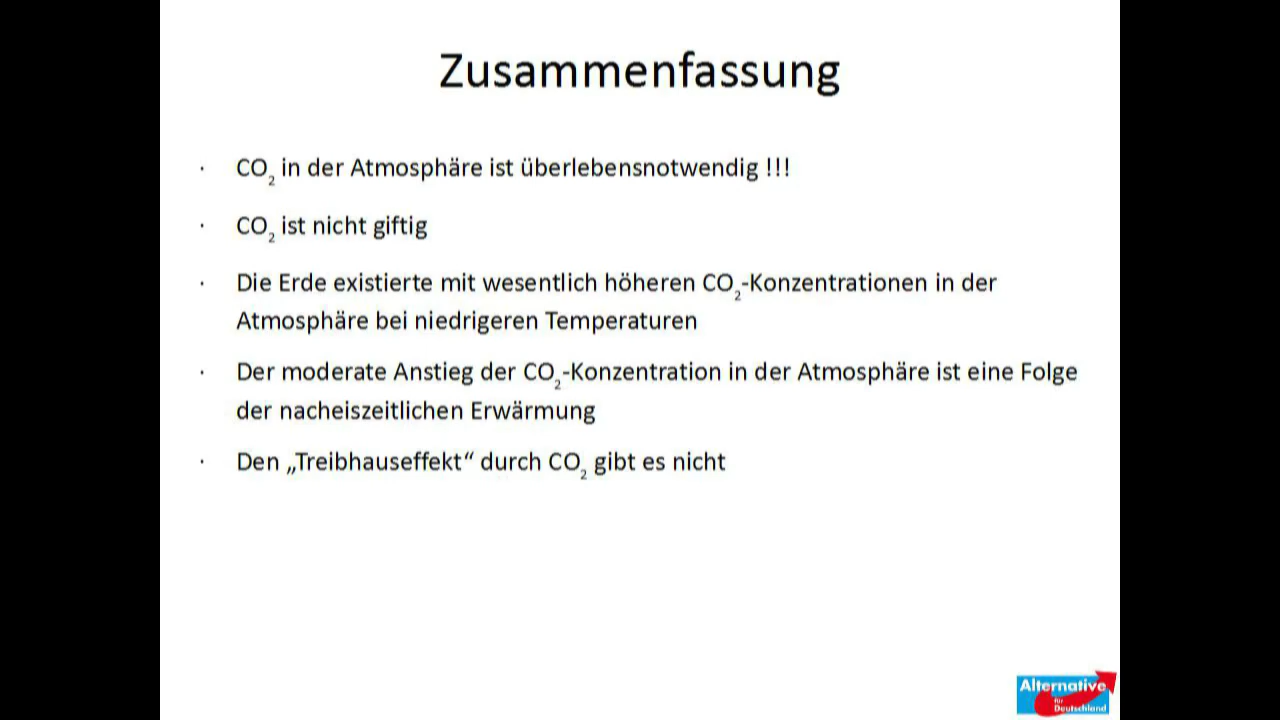 Zusammenfassung
· CO₂ in der Atmosphäre ist überlebensnotwendig !!!
· CO₂ ist nicht giftig
· Die Erde existierte mit wesentlich höheren CO₂-Konzentrationen in der
Atmosphäre bei niedrigeren Temperaturen
· Der moderate Anstieg der CO₂-Konzentration in der Atmosphäre ist eine Folge
der nacheiszeitlichen Erwärmung
· Den „Treibhauseffekt“ durch CO₂ gibt es nicht
Alternative
für
Deutschland